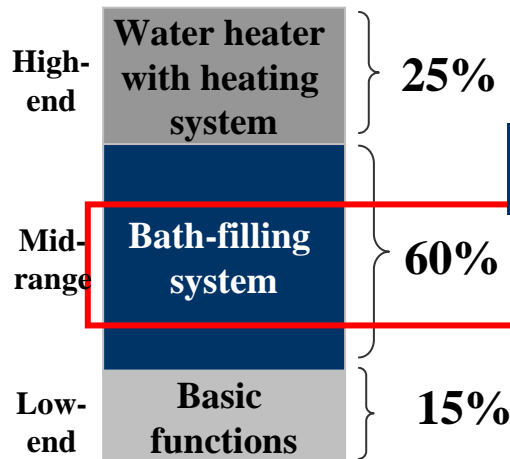 High-
end
Water heater
with heating
system
25%
Mid-
range
Bath-filling
system
60%
Low-
end
Basic
functions
15%